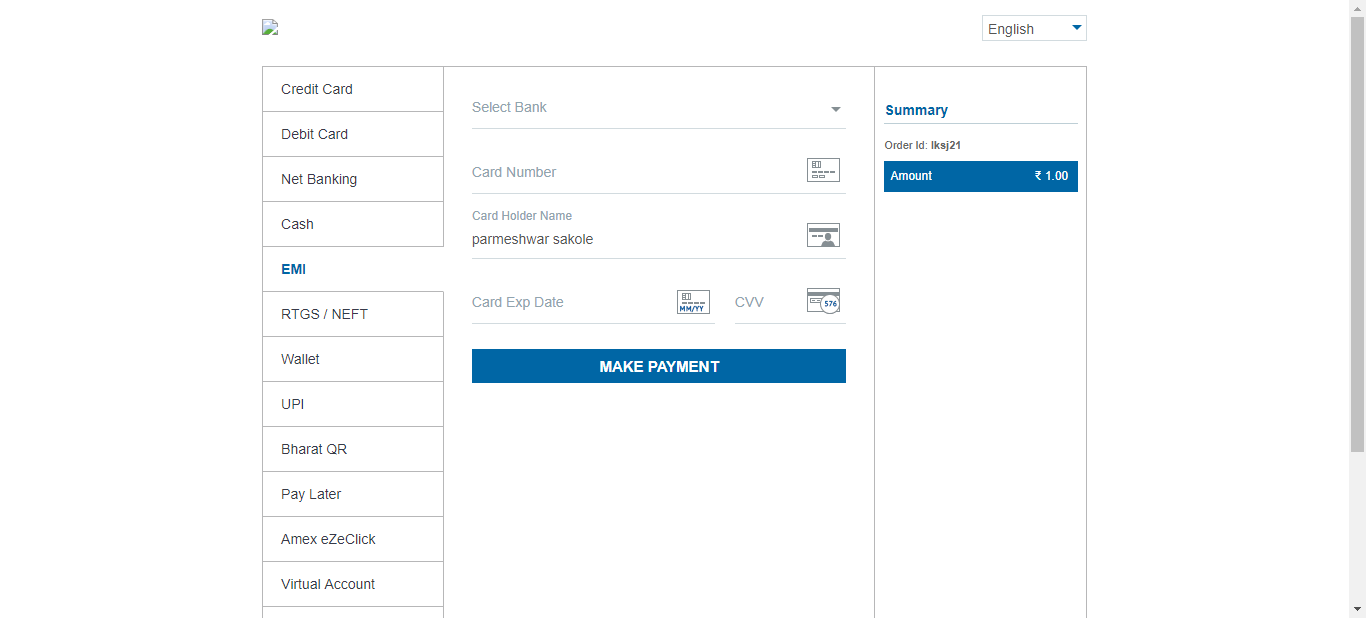 English
Credit Card
Debit Card
Net Banking
Cash
EMI
RTGS / NEFT
Wallet
UPI
Bharat QR
Pay Later
Amex eZeClick
Virtual Account
Select Bank
Card Number
Card Holder Name
parmeshwar sakole
Card Exp Date
MM/YY
CVV
576
MAKE PAYMENT
Summary
Order Id: lksj21
Amount ₹ 1.00